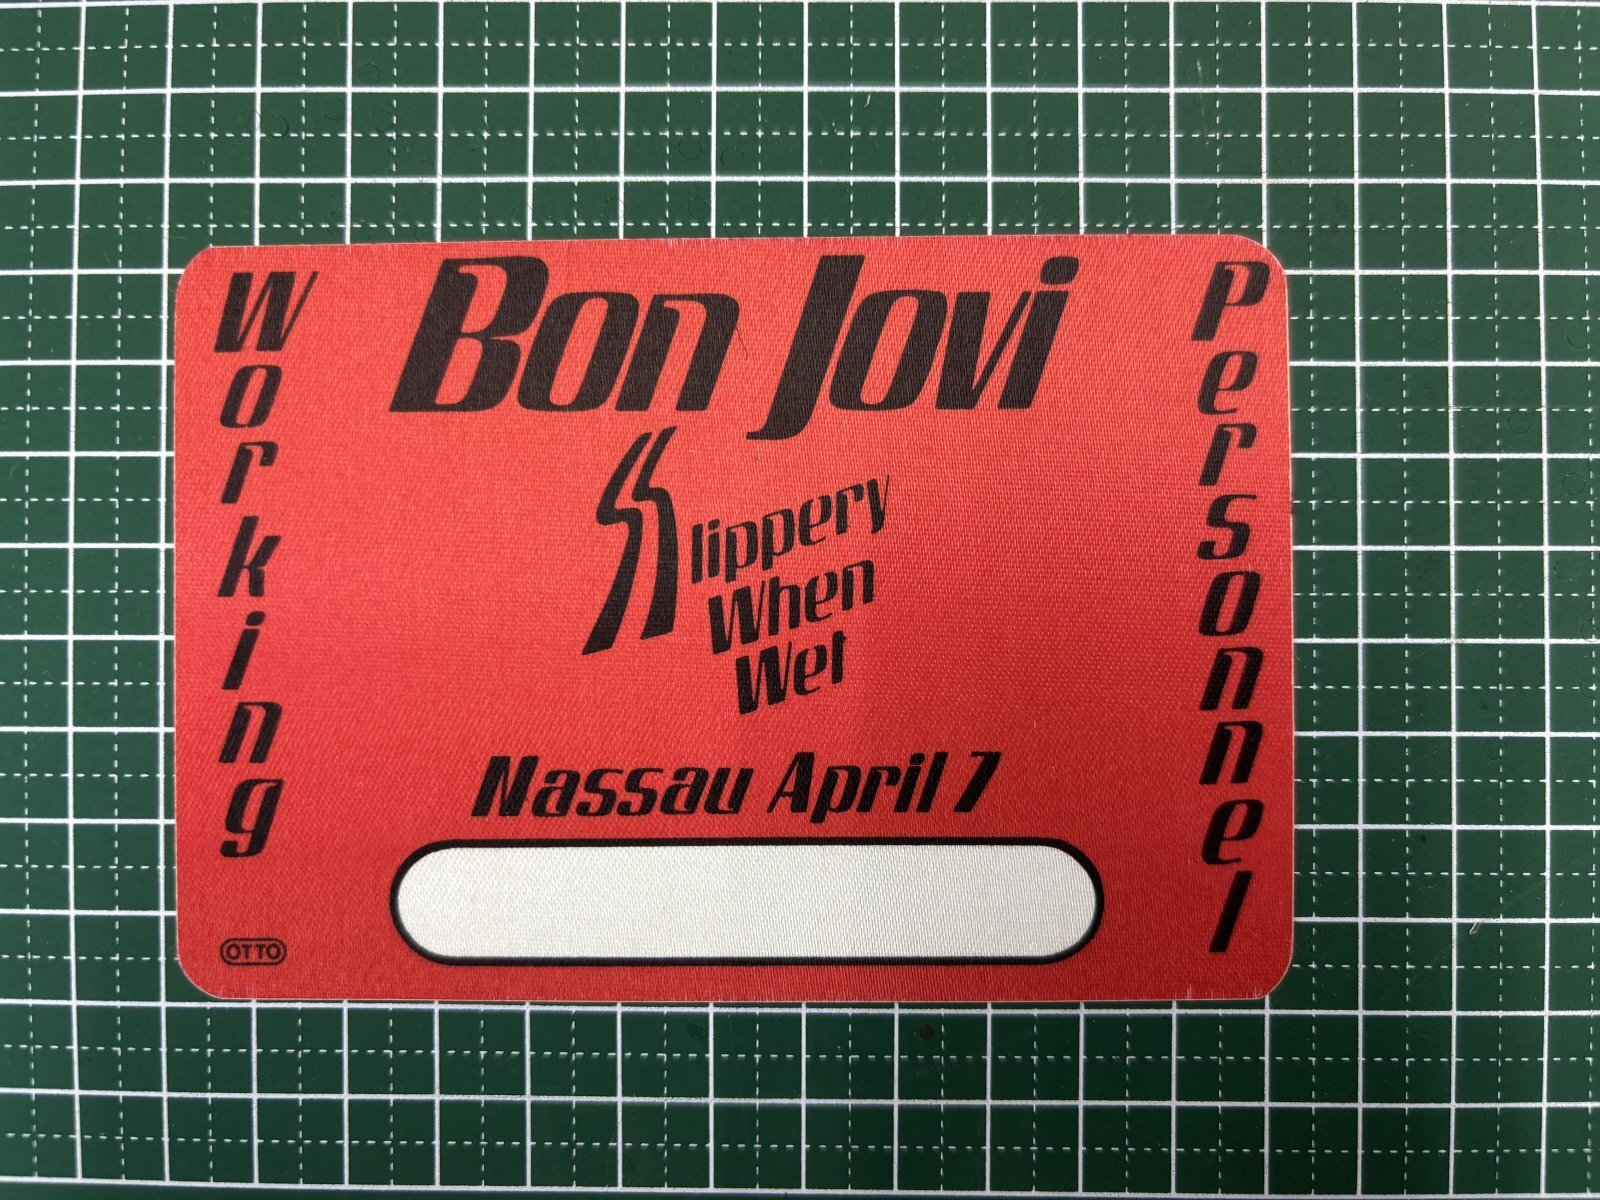 Working
Bon Jovi
Slippery
When
Wet
Nassau April 7
Personnel
OTTO